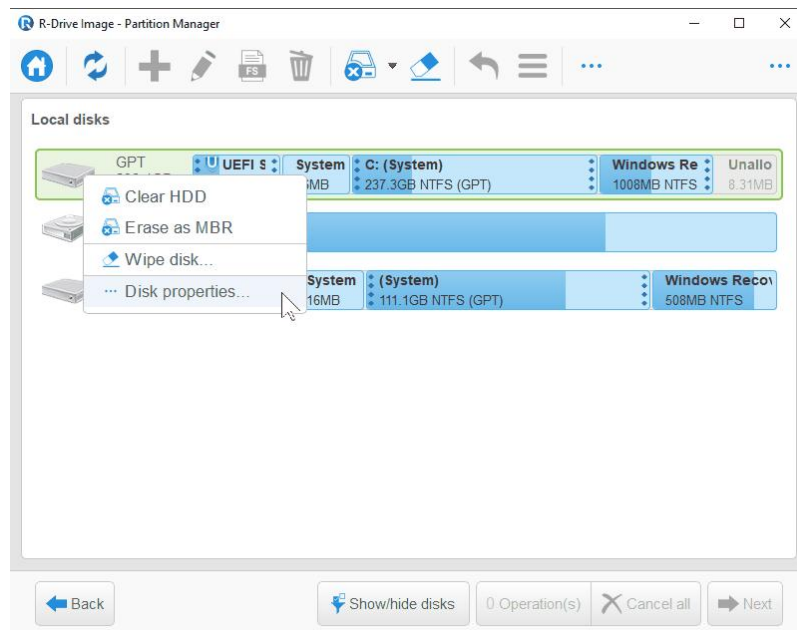 R-Drive Image - Partition Manager
FS
Local disks
GPT
UEFI S
System
MB
C: (System)
237.3GB NTFS (GPT)
Windows Re
1008MB NTFS
Unallo
8.31MB
Clear HDD
Erase as MBR
Wipe disk...
Disk properties...
System
16MB
(System)
111.1GB NTFS (GPT)
Windows Recov
508MB NTFS
Back
Show/hide disks
0 Operation(s)
Cancel all
Next